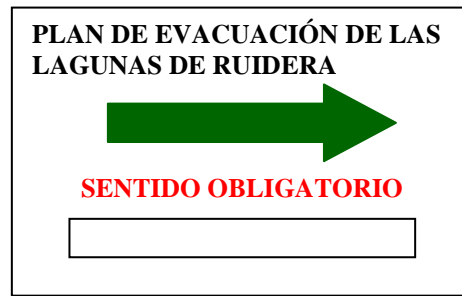 PLAN DE EVACUACIÓN DE LAS
LAGUNAS DE RUIDERA
SENTIDO OBLIGATORIO